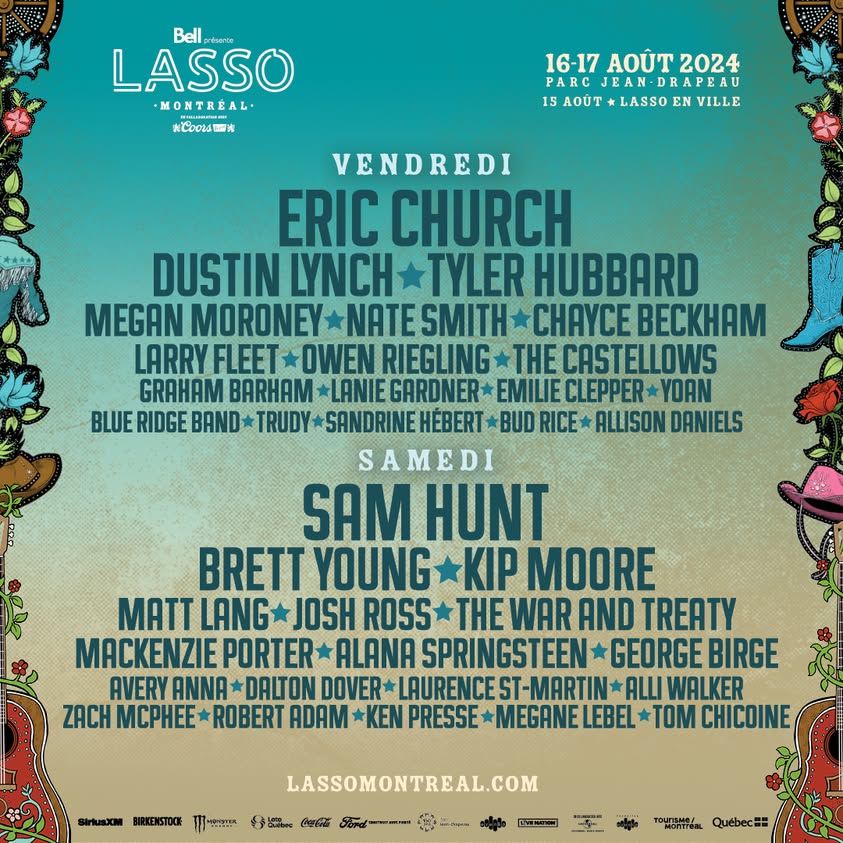 Bell présente
LASSO
·MONTRÉAL·
EN COLLABORATION AVEC
Coors
16-17 AOÛT 2024
PARC JEAN-DRAPEAU
15 AOÛT ★ LASSO EN VILLE
VENDREDI
ERIC CHURCH
DUSTIN LYNCH★TYLER HUBBARD
MEGAN MORONEY★NATE SMITH★CHAYCE BECKHAM
LARRY FLEET★OWEN RIEGLING★THE CASTELLOWS
GRAHAM BARHAM★LANIE GARDNER★EMILIE CLEPPER★YOAN
BLUE RIDGE BAND★TRUDY★SANDRINE HÉBERT★BUD RICE★ALLISON DANIELS
SAMEDI
SAM HUNT
BRETT YOUNG★KIP MOORE
MATT LANG★JOSH ROSS★THE WAR AND TREATY
MACKENZIE PORTER★ALANA SPRINGSTEEN★GEORGE BIRGE
AVERY ANNA★DALTON DOVER★LAURENCE ST-MARTIN★ALLI WALKER
ZACH MCPHEE★ROBERT ADAM★KEN PRESSE★MEGANE LEBEL★TOM CHICOINE
LASSOMONTREAL.COM
SiriusXM BIRKENSTOCK MONSTER ENERGY Loto Québec Coca-Cola Ford LIVE NATION TOURISME/ Montréal Québec